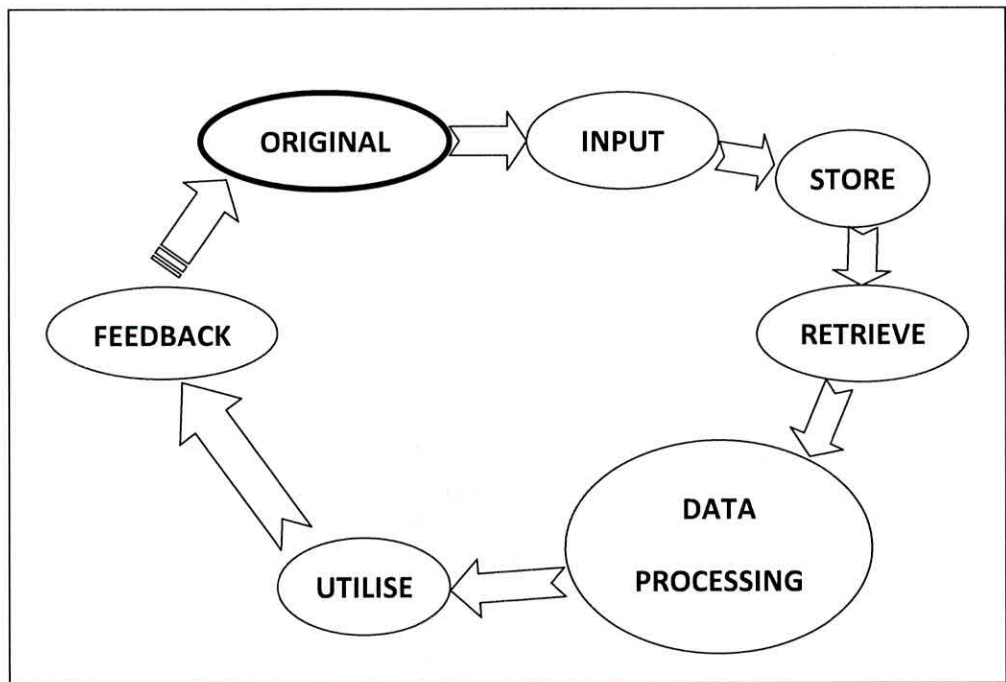 ORIGINAL
INPUT
STORE
RETRIEVE
DATA
PROCESSING
UTILISE
FEEDBACK